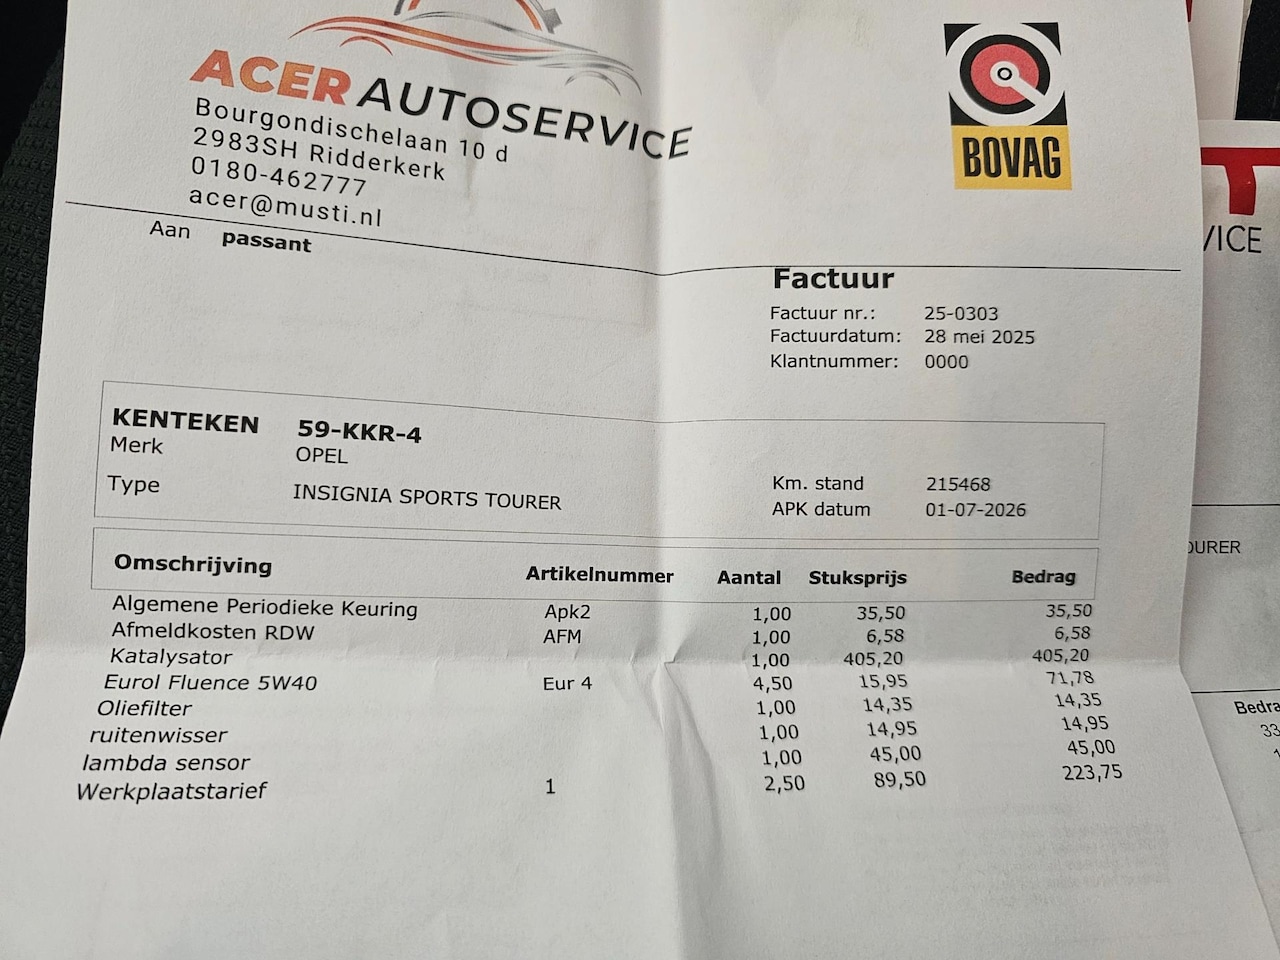 ACER AUTOSERVICE
Bourgondischelaan 10 d
2983SH Ridderkerk
0180-462777
acer@musti.nl
BOVAG
Aan passant
Factuur
Factuur nr.: 25-0303
Factuurdatum: 28 mei 2025
Klantnummer: 0000
KENTEKEN 59-KKR-4
Merk OPEL
Type INSIGNIA SPORTS TOURER
Km. stand 215468
APK datum 01-07-2026
Omschrijving Artikelnummer Aantal Stuksprijs Bedrag
Algemene Periodieke Keuring Apk2 1,00 35,50 35,50
Afmeldkosten RDW AFM 1,00 6,58 6,58
Katalysator 1,00 405,20 405,20
Eurol Fluence 5W40 Eur 4 4,50 15,95 71,78
Oliefilter 1,00 14,35 14,35
ruitenwisser 1,00 14,95 14,95
lambda sensor 1,00 45,00 45,00
Werkplaatstarief 1 2,50 89,50 223,75
T
VICE
OURER
Bedra
33